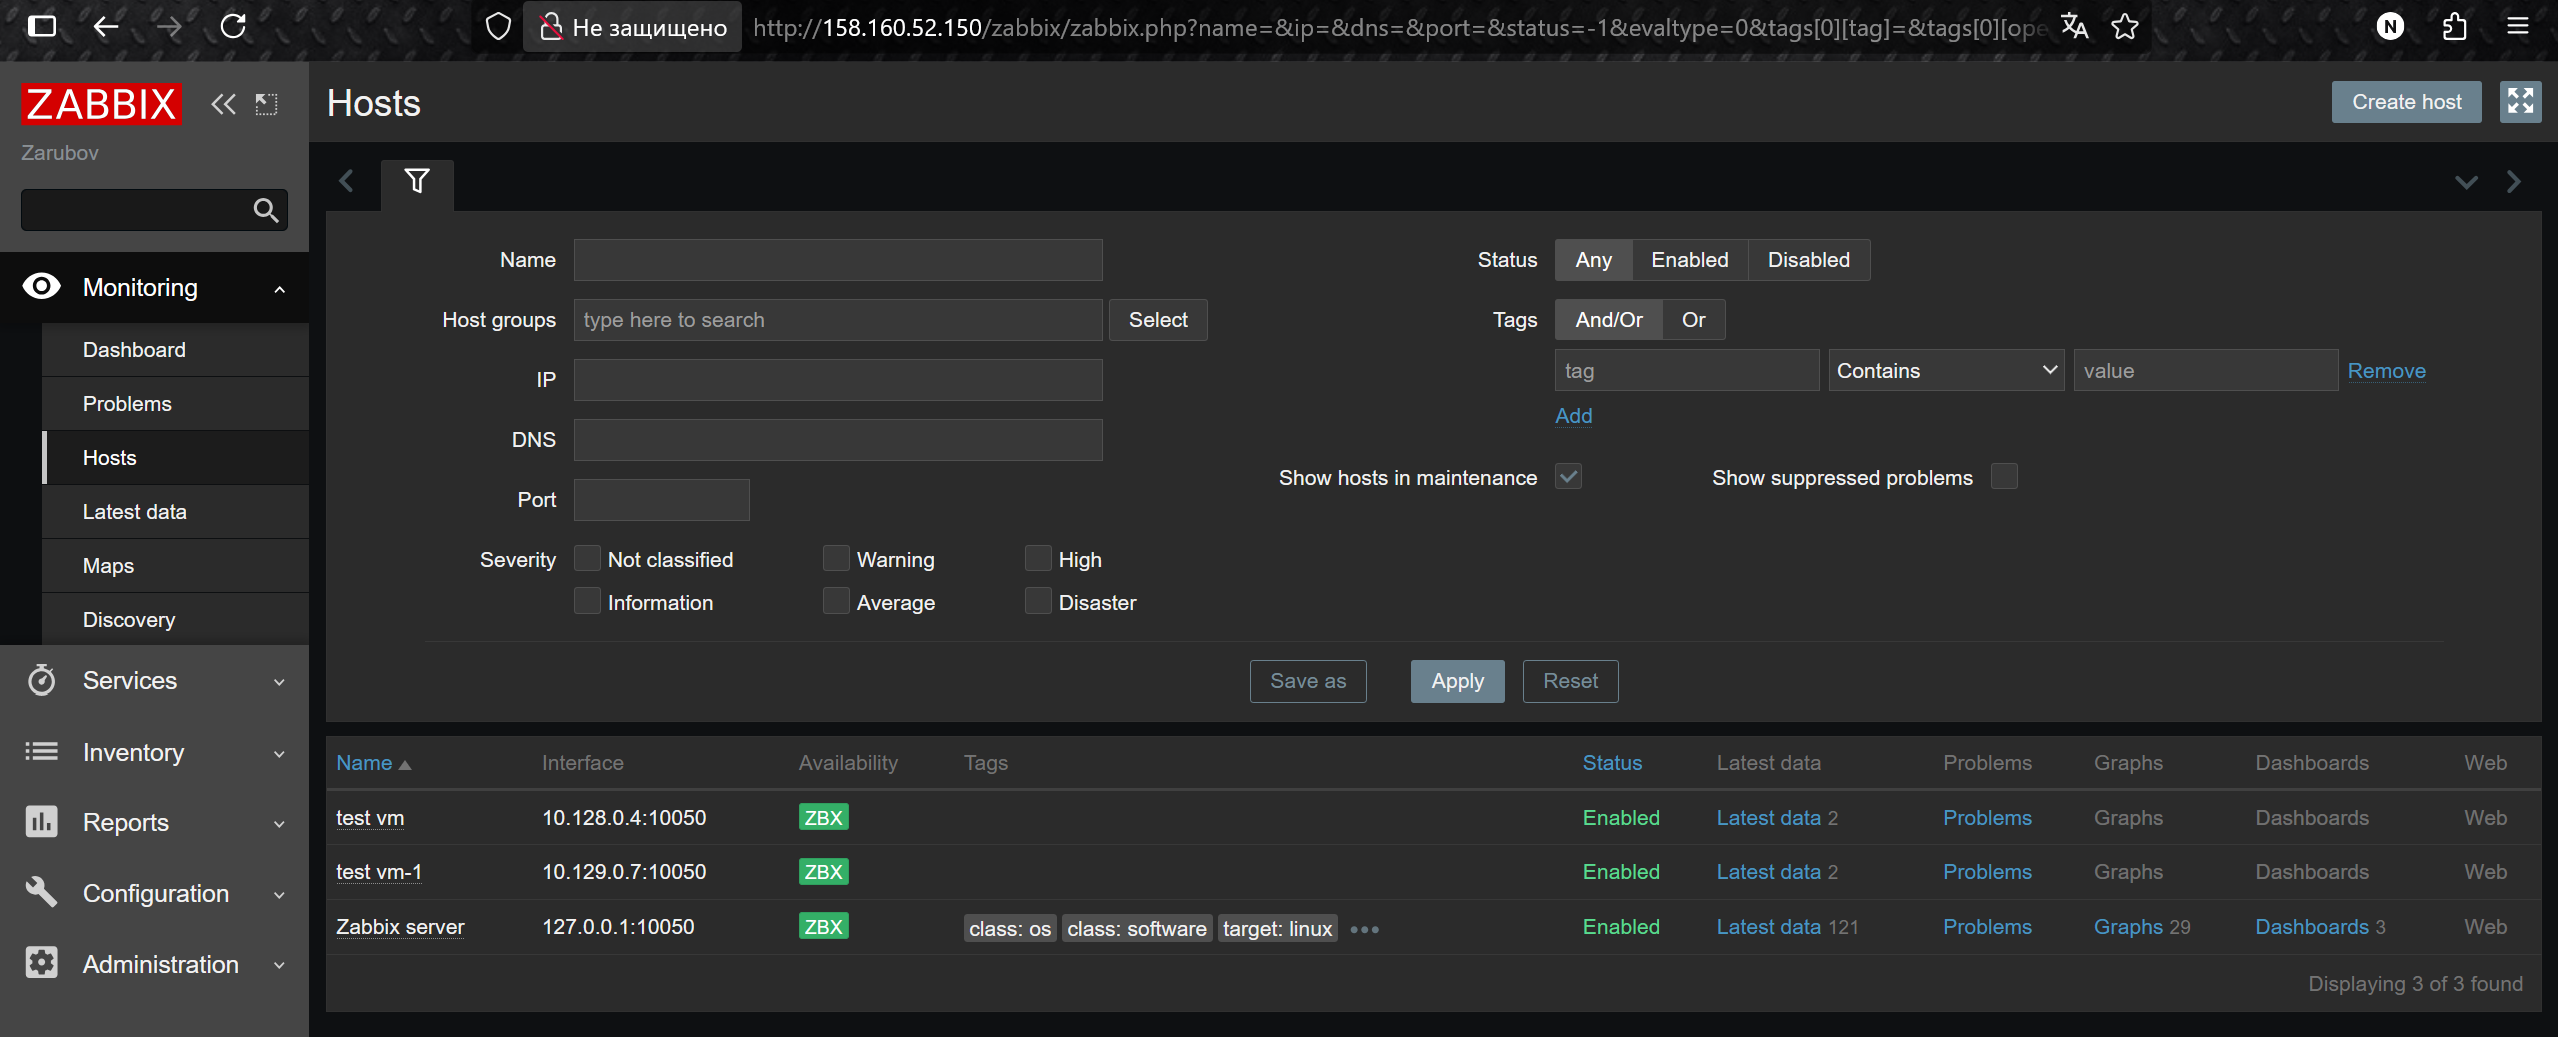 Не защищено http://158.160.52.150/zabbix/zabbix.php?name=&ip=&dns=&port=&status=-1&evaltype=0&tags[0][tag]=&tags[0][ope
N
ZABBIX
Zarubov
Monitoring
Dashboard
Problems
Hosts
Latest data
Maps
Discovery
Services
Inventory
Reports
Configuration
Administration
Hosts
Create host
Name
Host groups type here to search Select
IP
DNS
Port
Severity Not classified Warning High
Information Average Disaster
Status Any Enabled Disabled
Tags And/Or Or
tag Contains value Remove
Add
Show hosts in maintenance Show suppressed problems
Save as Apply Reset
Name Interface Availability Tags Status Latest data Problems Graphs Dashboards Web
test vm 10.128.0.4:10050 ZBX Enabled Latest data 2 Problems Graphs Dashboards Web
test vm-1 10.129.0.7:10050 ZBX Enabled Latest data 2 Problems Graphs Dashboards Web
Zabbix server 127.0.0.1:10050 ZBX class: os class: software target: linux ••• Enabled Latest data 121 Problems Graphs 29 Dashboards 3 Web
Displaying 3 of 3 found